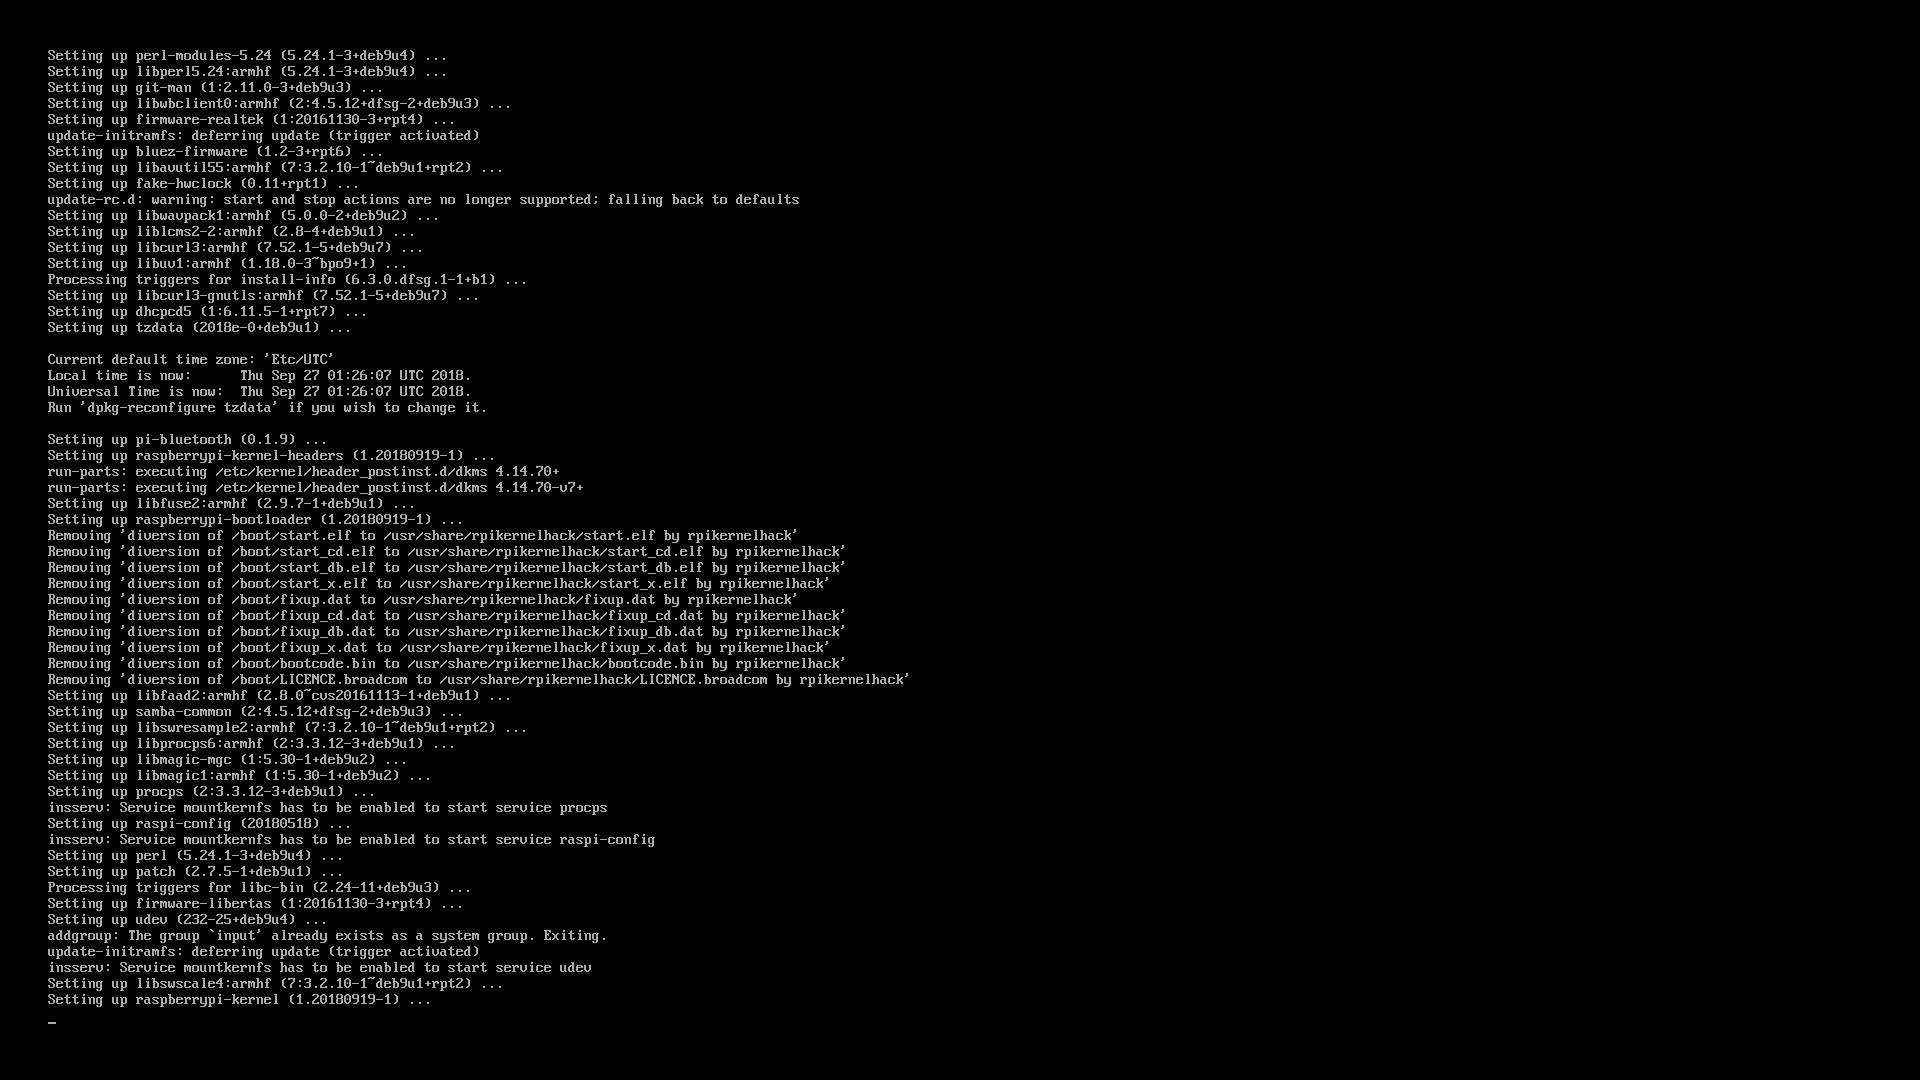 Setting up perl-modules-5.24 (5.24.1-3+deb9u4) ...
Setting up libperl5.24:armhf (5.24.1-3+deb9u4) ...
Setting up git-man (1:2.11.0-3+deb9u3) ...
Setting up libwbclient0:armhf (2:4.5.12+dfsg-2+deb9u3) ...
Setting up firmware-realtek (1:20161130-3+rpt4) ...
update-initramfs: deferring update (trigger activated)
Setting up bluez-firmware (1.2-3+rpt6) ...
Setting up libavutil55:armhf (7:3.2.10-1~deb9u1+rpt2) ...
Setting up fake-hwclock (0.11+rpt1) ...
update-rc.d: warning: start and stop actions are no longer supported; falling back to defaults
Setting up libwavpack1:armhf (5.0.0-2+deb9u2) ...
Setting up liblcms2-2:armhf (2.8-4+deb9u1) ...
Setting up libcurl3:armhf (7.52.1-5+deb9u7) ...
Setting up libuv1:armhf (1.18.0-3~bpo9+1) ...
Processing triggers for install-info (6.3.0.dfsg.1-1+b1) ...
Setting up libcurl3-gnutls:armhf (7.52.1-5+deb9u7) ...
Setting up dhcpcd5 (1:6.11.5-1+rpt7) ...
Setting up tzdata (2018e-0+deb9u1) ...
Current default time zone: 'Etc/UTC'
Local time is now:      Thu Sep 27 01:26:07 UTC 2018.
Universal Time is now:  Thu Sep 27 01:26:07 UTC 2018.
Run 'dpkg-reconfigure tzdata' if you wish to change it.
Setting up pi-bluetooth (0.1.9) ...
Setting up raspberrypi-kernel-headers (1.20180919-1) ...
run-parts: executing /etc/kernel/header_postinst.d/dkms 4.14.70+
run-parts: executing /etc/kernel/header_postinst.d/dkms 4.14.70-v7+
Setting up libfuse2:armhf (2.9.7-1+deb9u1) ...
Setting up raspberrypi-bootloader (1.20180919-1) ...
Removing 'diversion of /boot/start.elf to /usr/share/rpikernelhack/start.elf by rpikernelhack'
Removing 'diversion of /boot/start_cd.elf to /usr/share/rpikernelhack/start_cd.elf by rpikernelhack'
Removing 'diversion of /boot/start_db.elf to /usr/share/rpikernelhack/start_db.elf by rpikernelhack'
Removing 'diversion of /boot/start_x.elf to /usr/share/rpikernelhack/start_x.elf by rpikernelhack'
Removing 'diversion of /boot/fixup.dat to /usr/share/rpikernelhack/fixup.dat by rpikernelhack'
Removing 'diversion of /boot/fixup_cd.dat to /usr/share/rpikernelhack/fixup_cd.dat by rpikernelhack'
Removing 'diversion of /boot/fixup_db.dat to /usr/share/rpikernelhack/fixup_db.dat by rpikernelhack'
Removing 'diversion of /boot/fixup_x.dat to /usr/share/rpikernelhack/fixup_x.dat by rpikernelhack'
Removing 'diversion of /boot/bootcode.bin to /usr/share/rpikernelhack/bootcode.bin by rpikernelhack'
Removing 'diversion of /boot/LICENCE.broadcom to /usr/share/rpikernelhack/LICENCE.broadcom by rpikernelhack'
Setting up libfaad2:armhf (2.8.0~cvs20161113-1+deb9u1) ...
Setting up samba-common (2:4.5.12+dfsg-2+deb9u3) ...
Setting up libswresample2:armhf (7:3.2.10-1~deb9u1+rpt2) ...
Setting up libprocps6:armhf (2:3.3.12-3+deb9u1) ...
Setting up libmagic-mgc (1:5.30-1+deb9u2) ...
Setting up libmagic1:armhf (1:5.30-1+deb9u2) ...
Setting up procps (2:3.3.12-3+deb9u1) ...
insserv: Service mountkernfs has to be enabled to start service procps
Setting up raspi-config (20180518) ...
insserv: Service mountkernfs has to be enabled to start service raspi-config
Setting up perl (5.24.1-3+deb9u4) ...
Setting up patch (2.7.5-1+deb9u1) ...
Processing triggers for libc-bin (2.24-11+deb9u3) ...
Setting up firmware-libertas (1:20161130-3+rpt4) ...
Setting up udev (232-25+deb9u4) ...
addgroup: The group `input' already exists as a system group. Exiting.
update-initramfs: deferring update (trigger activated)
insserv: Service mountkernfs has to be enabled to start service udev
Setting up libswscale4:armhf (7:3.2.10-1~deb9u1+rpt2) ...
Setting up raspberrypi-kernel (1.20180919-1) ...
_